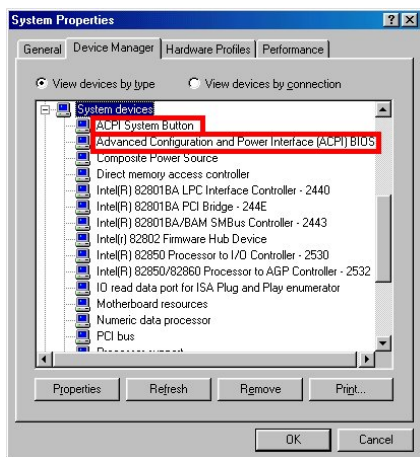 System Properties
General Device Manager Hardware Profiles Performance
View devices by type View devices by connection
System devices
ACPI System Button
Advanced Configuration and Power Interface (ACPI) BIOS
Composite Power Source
Direct memory access controller
Intel(R) 82801BA LPC Interface Controller - 2440
Intel(R) 82801BA PCI Bridge - 244E
Intel(R) 82801BA/BAM SMBus Controller - 2443
Intel(r) 82802 Firmware Hub Device
Intel(R) 82850 Processor to I/O Controller - 2530
Intel(R) 82850/82860 Processor to AGP Controller - 2532
IO read data port for ISA Plug and Play enumerator
Motherboard resources
Numeric data processor
PCI bus
Processor support
Properties Refresh Remove Print...
OK Cancel